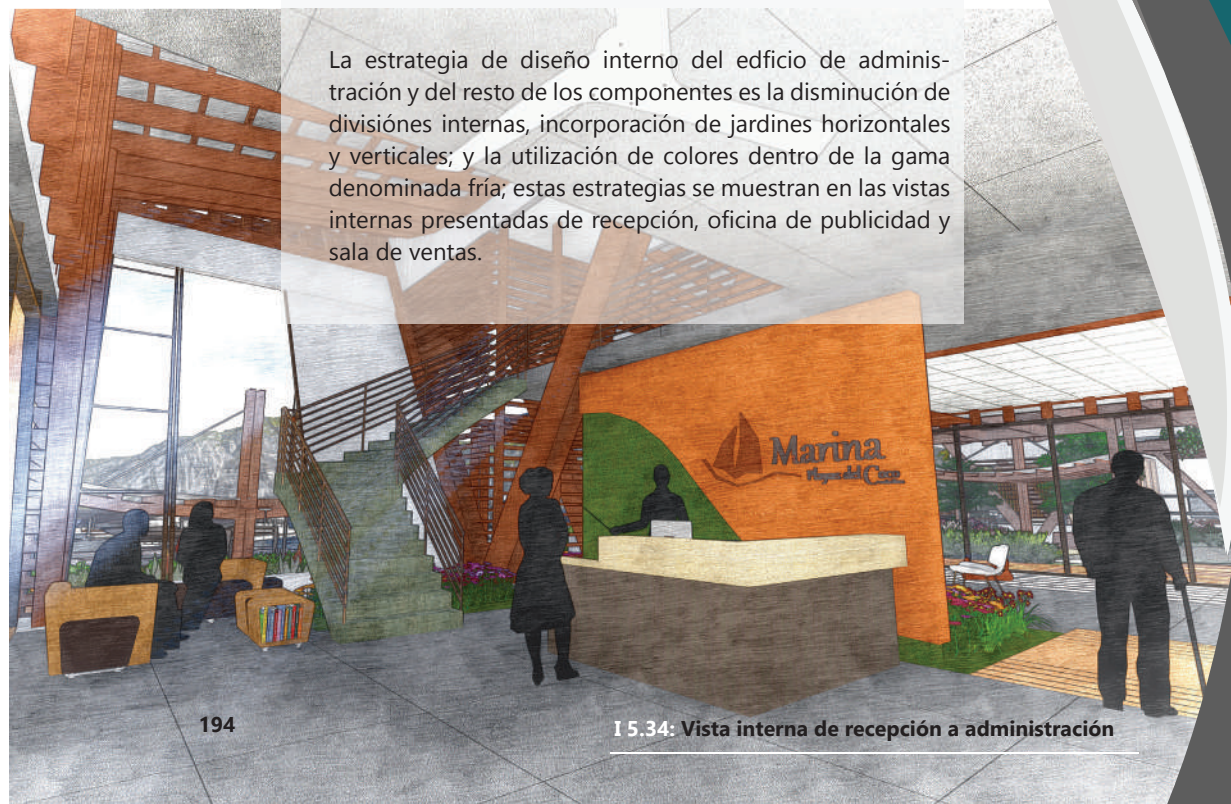 La estrategia de diseño interno del edficio de adminis-
tración y del resto de los componentes es la disminución de
divisiónes internas, incorporación de jardines horizontales
y verticales; y la utilización de colores dentro de la gama
denominada fría; estas estrategias se muestran en las vistas
internas presentadas de recepción, oficina de publicidad y
sala de ventas.
Marina
194
I 5.34: Vista interna de recepción a administración